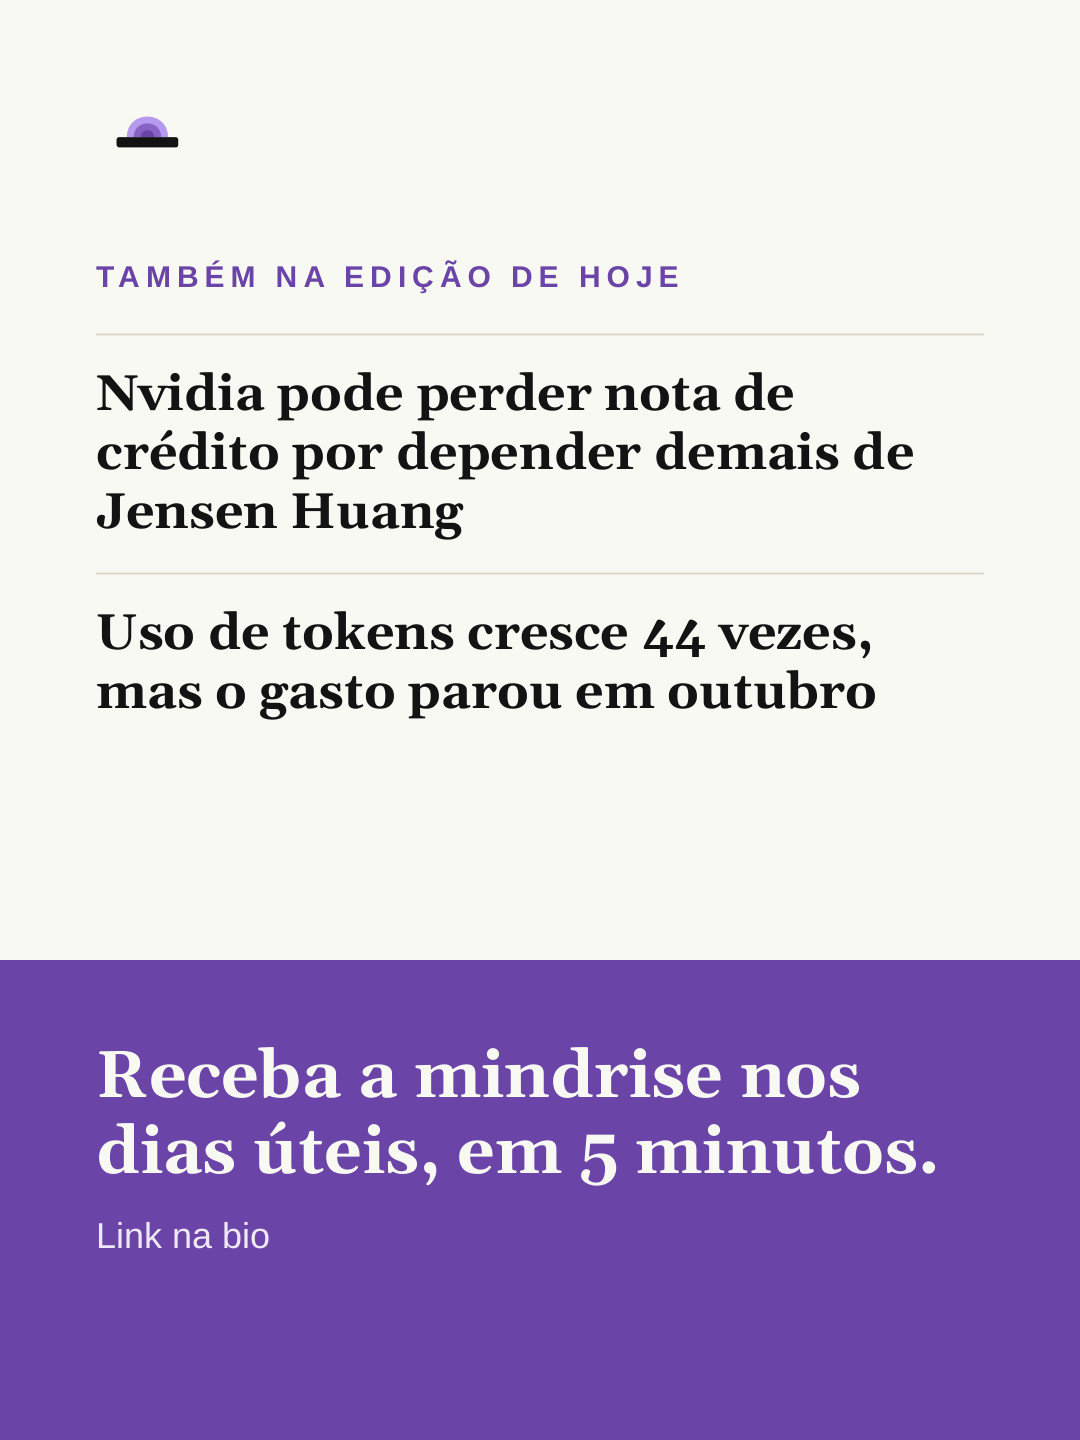 TAMBÉM NA EDIÇÃO DE HOJE
Nvidia pode perder nota de
crédito por depender demais de
Jensen Huang
Uso de tokens cresce 44 vezes,
mas o gasto parou em outubro
Receba a mindrise nos
dias úteis, em 5 minutos.
Link na bio